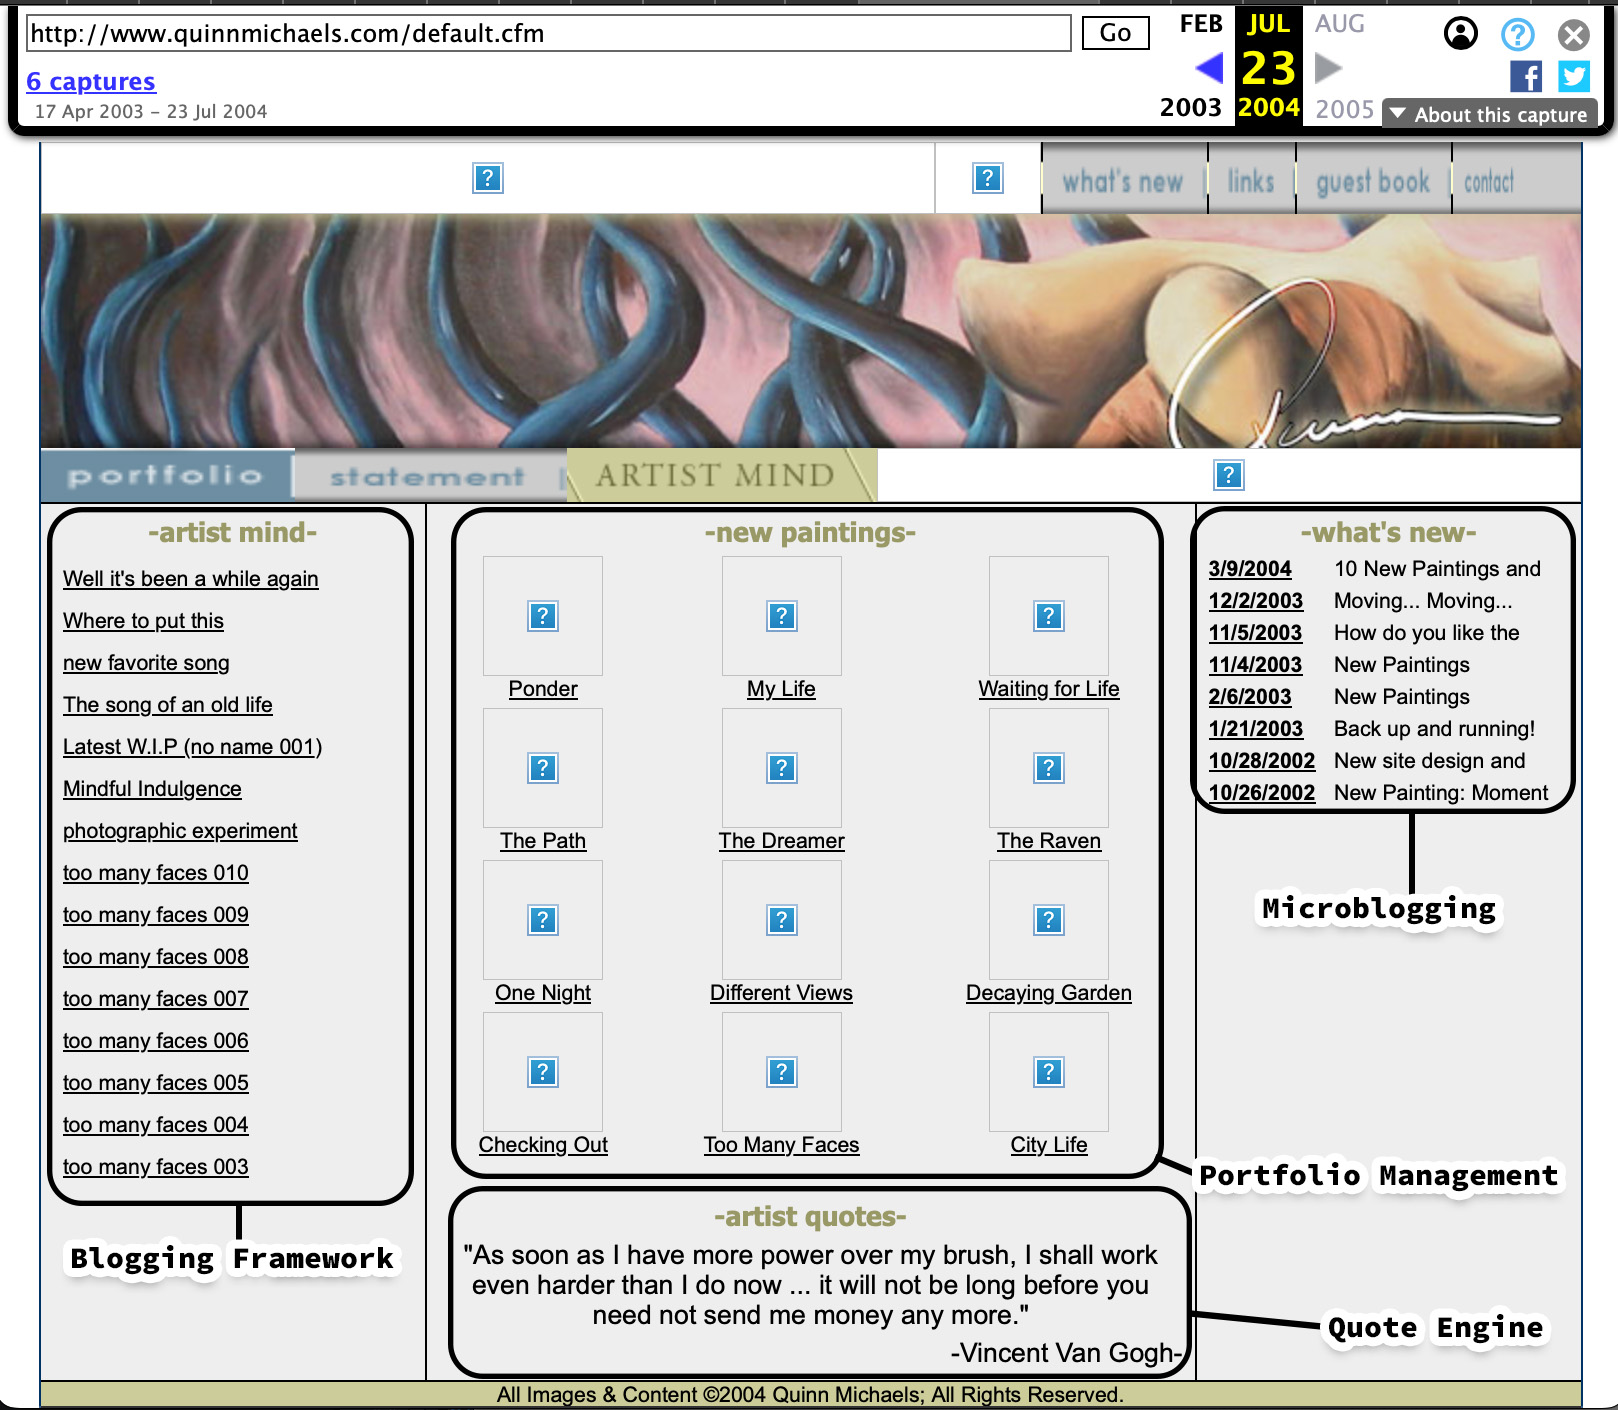 http://www.quinnmichaels.com/default.cfm
Go
FEB JUL AUG
23
2003 2004 2005
6 captures
17 Apr 2003 - 23 Jul 2004
About this capture
what's new | links | guest book | contact
Quinn
portfolio
statement |
ARTIST MIND
-artist mind-
Well it's been a while again
Where to put this
new favorite song
The song of an old life
Latest W.I.P (no name 001)
Mindful Indulgence
photographic experiment
too many faces 010
too many faces 009
too many faces 008
too many faces 007
too many faces 006
too many faces 005
too many faces 004
too many faces 003
Blogging Framework
-new paintings-
Ponder My Life Waiting for Life
The Path The Dreamer The Raven
One Night Different Views Decaying Garden
Checking Out Too Many Faces City Life
Portfolio Management
-artist quotes-
"As soon as I have more power over my brush, I shall work
even harder than I do now ... it will not be long before you
need not send me money any more."
-Vincent Van Gogh-
Quote Engine
-what's new-
3/9/2004 10 New Paintings and
12/2/2003 Moving... Moving...
11/5/2003 How do you like the
11/4/2003 New Paintings
2/6/2003 New Paintings
1/21/2003 Back up and running!
10/28/2002 New site design and
10/26/2002 New Painting: Moment
Microblogging
All Images & Content ©2004 Quinn Michaels; All Rights Reserved.